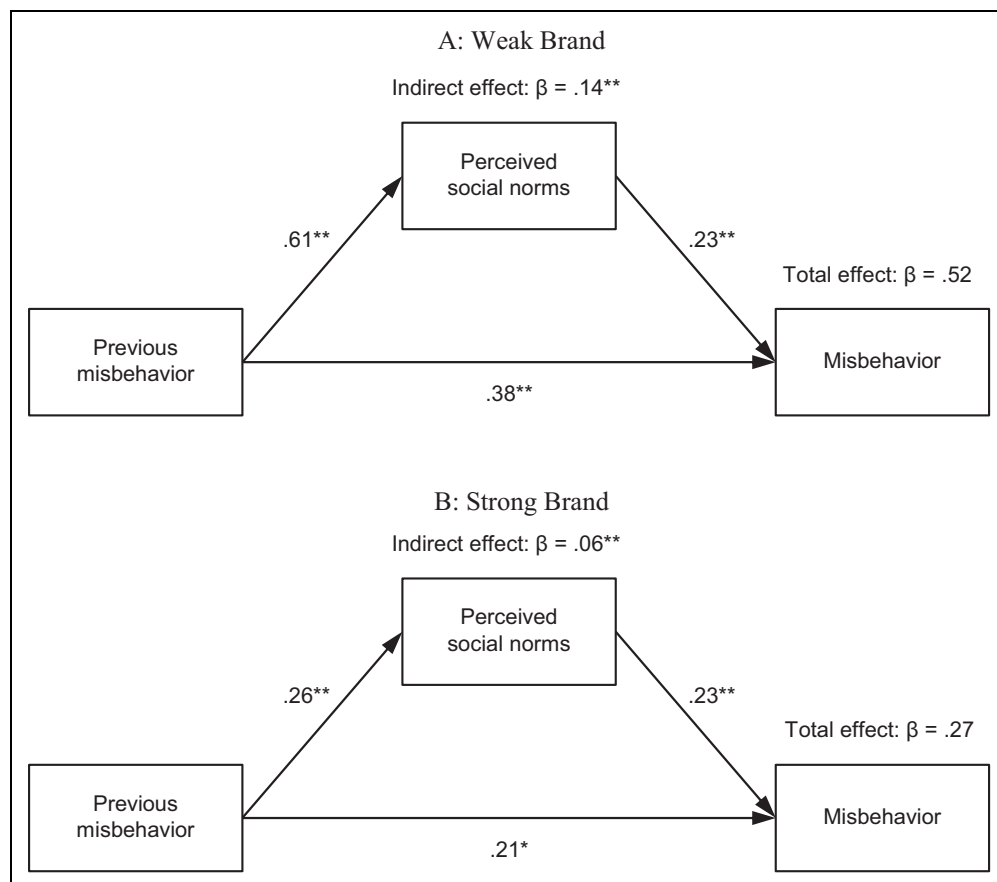 A: Weak Brand
Indirect effect: β = .14**
Perceived
social norms
.61**
.23**
Total effect: β = .52
Previous
misbehavior
Misbehavior
.38**
B: Strong Brand
Indirect effect: β = .06**
Perceived
social norms
.26**
.23**
Total effect: β = .27
Previous
misbehavior
Misbehavior
.21*